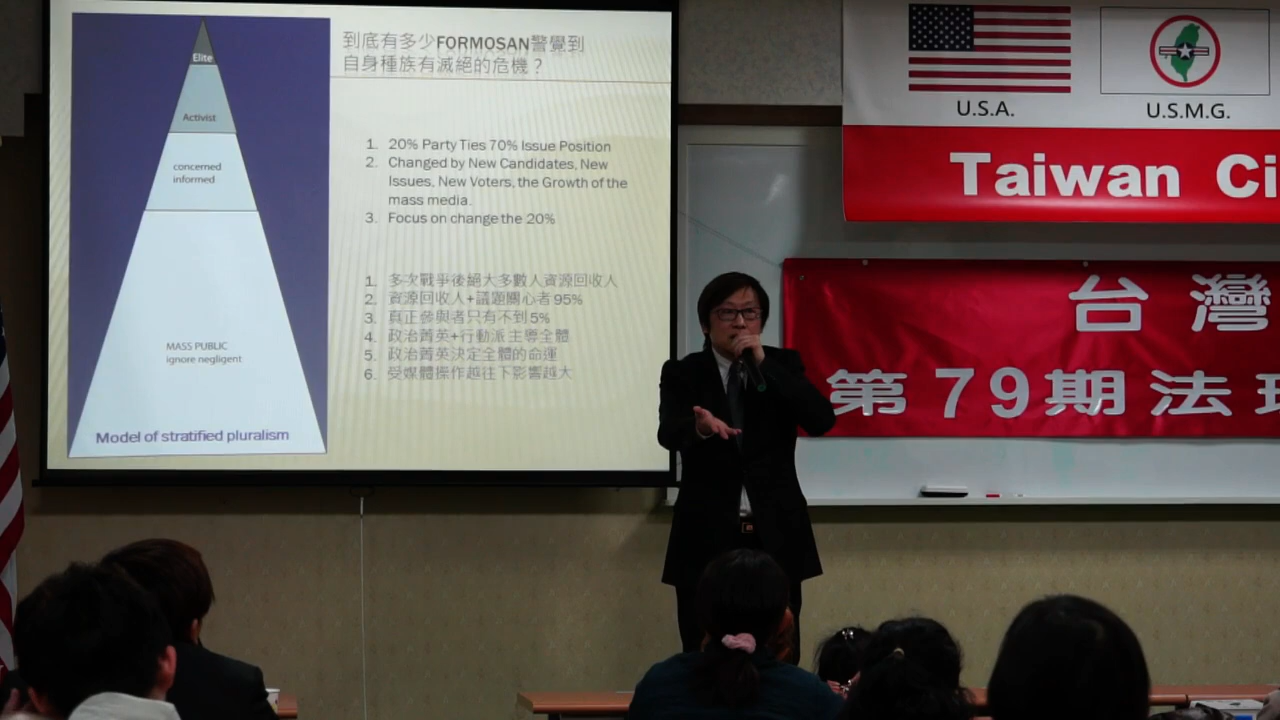 到底有多少FORMOSAN警覺到
自身種族有滅絕的危機？
Elite
Activist
concerned
informed
MASS PUBLIC
ignore negligent
Model of stratified pluralism
1. 20% Party Ties 70% Issue Position
2. Changed by New Candidates, New
Issues, New Voters, the Growth of the
mass media.
3. Focus on change the 20%
1. 多次戰爭後絕大多數人資源回收人
2. 資源回收人+議題關心者95%
3. 真正參與者只有不到5%
4. 政治菁英+行動派主導全體
5. 政治菁英決定全體的命運
6. 受媒體操作越往下影響越大
U.S.A.
U.S.M.G.
Taiwan Ci
台灣
第79期法理